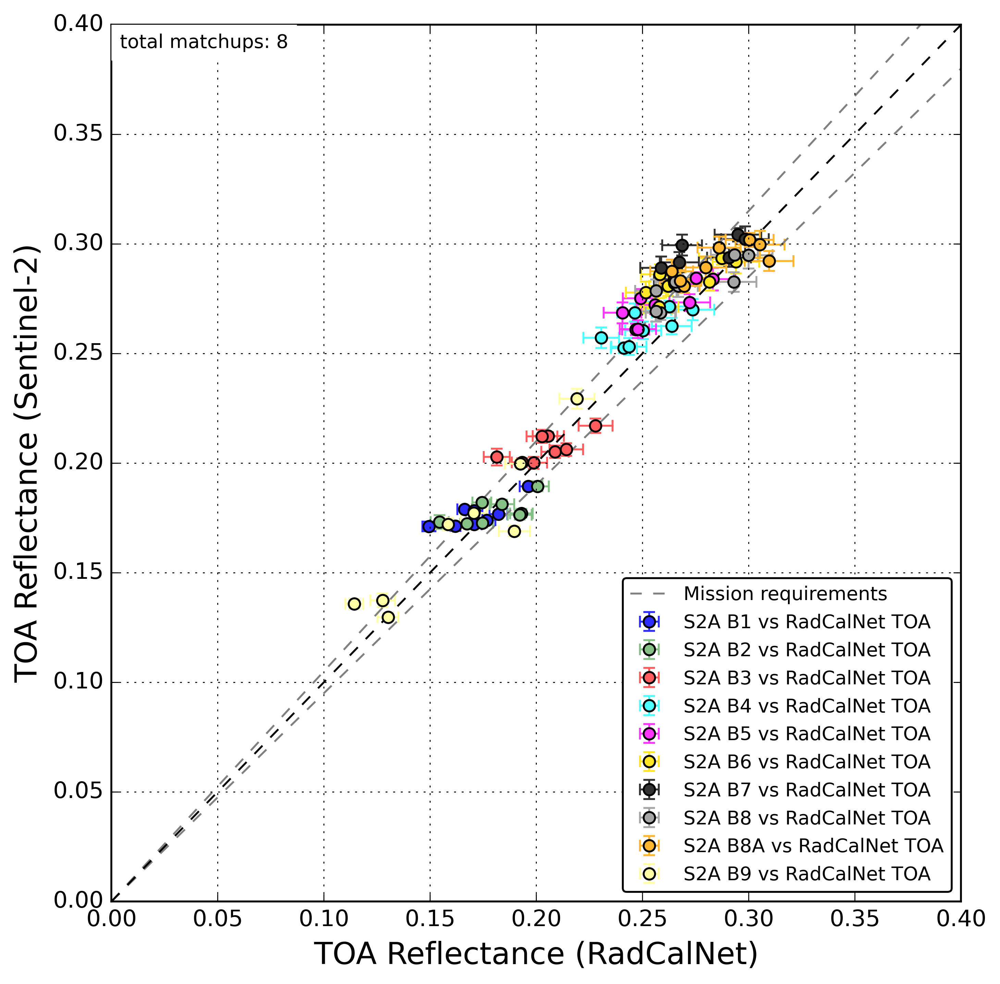 total matchups: 8
0.40
0.35
0.30
0.25
0.20
0.15
0.10
0.05
0.00
TOA Reflectance (Sentinel-2)
Mission requirements
S2A B1 vs RadCalNet TOA
S2A B2 vs RadCalNet TOA
S2A B3 vs RadCalNet TOA
S2A B4 vs RadCalNet TOA
S2A B5 vs RadCalNet TOA
S2A B6 vs RadCalNet TOA
S2A B7 vs RadCalNet TOA
S2A B8 vs RadCalNet TOA
S2A B8A vs RadCalNet TOA
S2A B9 vs RadCalNet TOA
0.00 0.05 0.10 0.15 0.20 0.25 0.30 0.35 0.40
TOA Reflectance (RadCalNet)